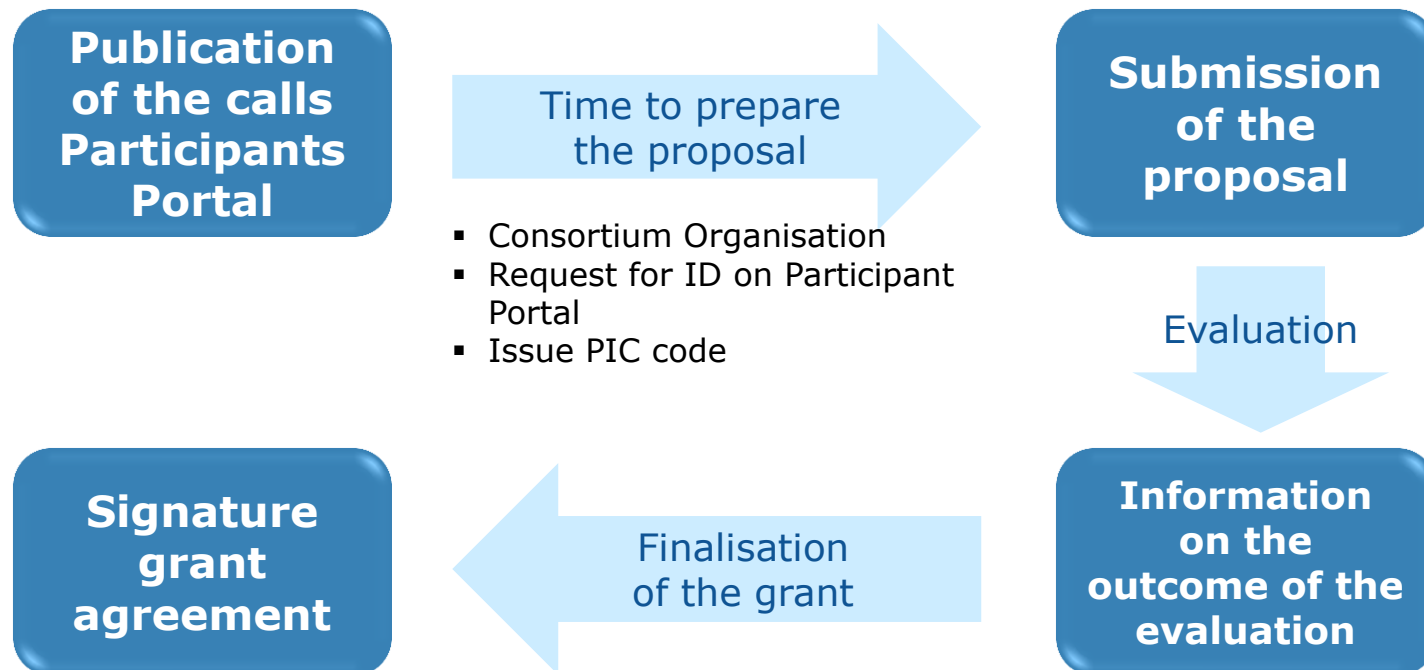 Publication
of the calls
Participants
Portal
Time to prepare
the proposal
▪ Consortium Organisation
▪ Request for ID on Participant
Portal
▪ Issue PIC code
Submission
of the
proposal
Evaluation
Information
on the
outcome of the
evaluation
Finalisation
of the grant
Signature
grant
agreement